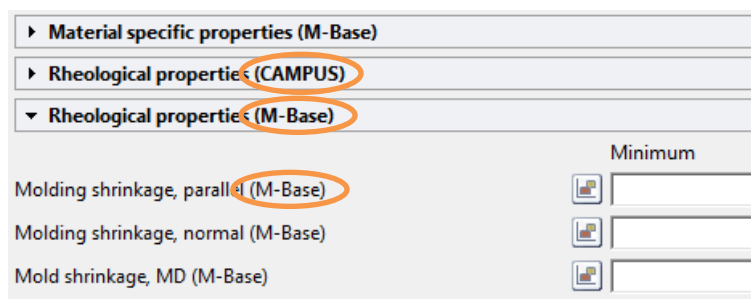 Material specific properties (M-Base)
Rheological properties (CAMPUS)
Rheological properties (M-Base)
Minimum
Molding shrinkage, parallel (M-Base)
Molding shrinkage, normal (M-Base)
Mold shrinkage, MD (M-Base)